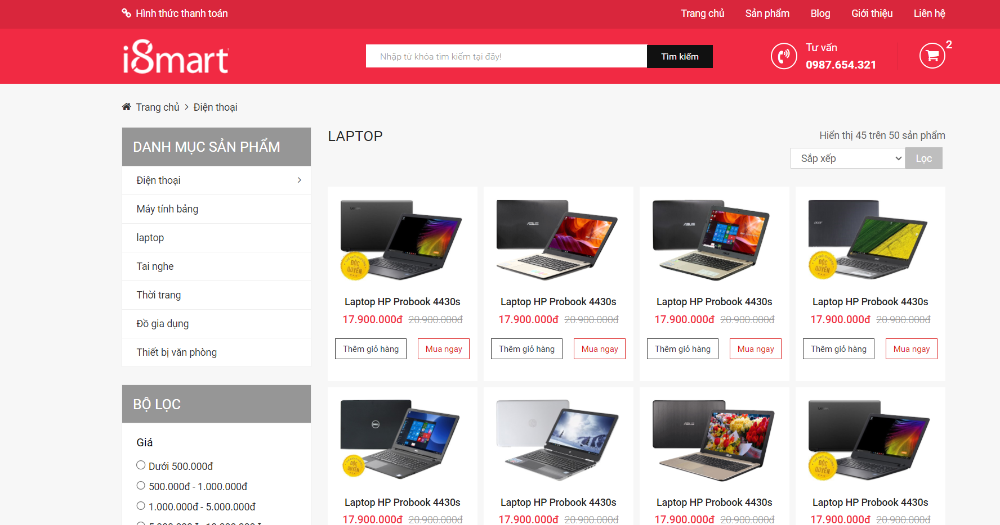 Hình thức thanh toán
Trang chủ
Sản phẩm
Blog
Giới thiệu
Liên hệ
i8mart
Nhập từ khóa tìm kiếm tại đây!
Tìm kiếm
Tư vấn
0987.654.321
2
Trang chủ
Điện thoại
DANH MỤC SẢN PHẨM
Điện thoại
Máy tính bảng
laptop
Tai nghe
Thời trang
Đồ gia dụng
Thiết bị văn phòng
BỘ LỌC
Giá
Dưới 500.000đ
500.000đ - 1.000.000đ
1.000.000đ - 5.000.000đ
LAPTOP
Hiển thị 45 trên 50 sản phẩm
Sắp xếp
Lọc
ĐỘC QUYỀN
ASUS
ASUS
acer
ĐỘC QUYỀN
Laptop HP Probook 4430s
Laptop HP Probook 4430s
Laptop HP Probook 4430s
Laptop HP Probook 4430s
17.900.000đ 20.900.000đ
17.900.000đ 20.900.000đ
17.900.000đ 20.900.000đ
17.900.000đ 20.900.000đ
Thêm giỏ hàng
Mua ngay
Thêm giỏ hàng
Mua ngay
Thêm giỏ hàng
Mua ngay
Thêm giỏ hàng
Mua ngay
DELL
ĐỘC QUYỀN
ASUS
ĐỘC QUYỀN
Laptop HP Probook 4430s
Laptop HP Probook 4430s
Laptop HP Probook 4430s
Laptop HP Probook 4430s
17.900.000đ 20.900.000đ
17.900.000đ 20.900.000đ
17.900.000đ 20.900.000đ
17.900.000đ 20.900.000đ